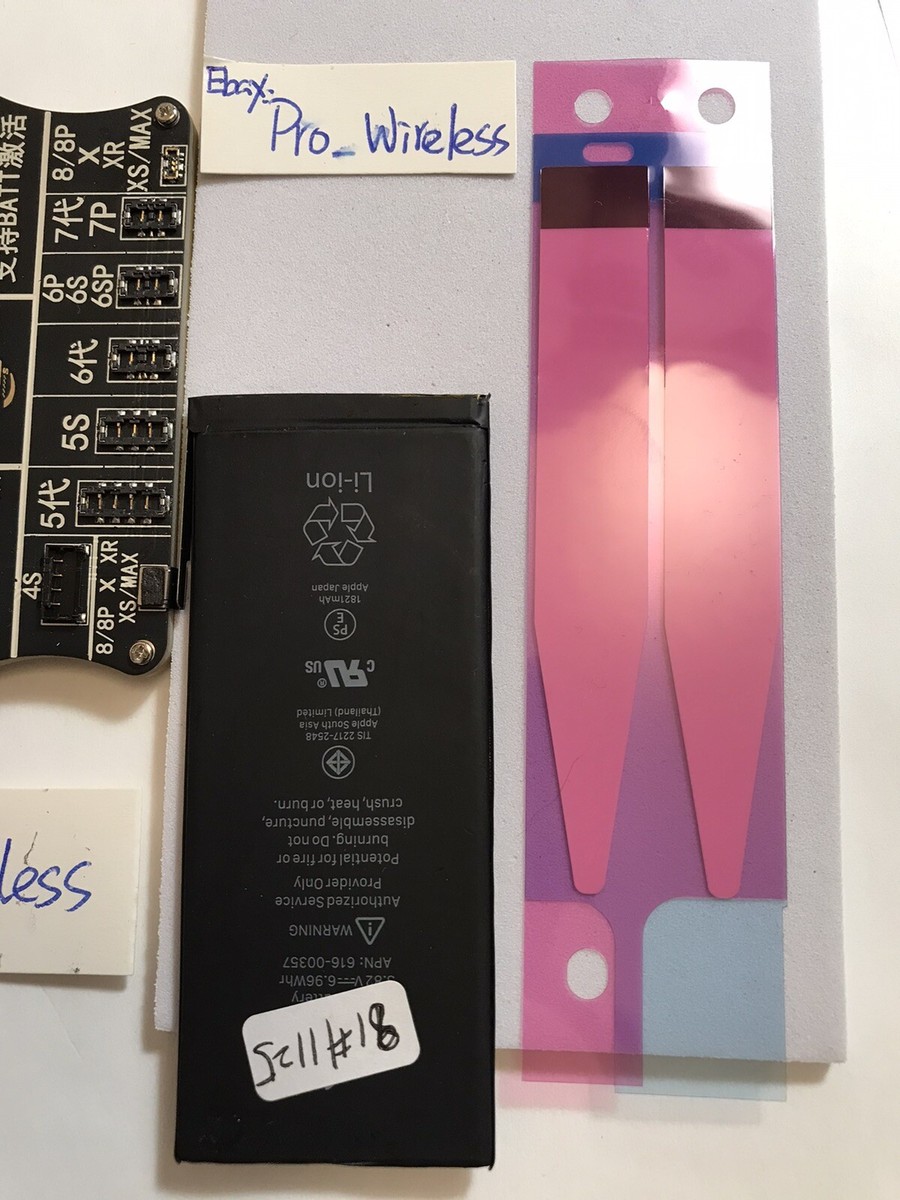 Ebay:
Pro_Wireless
支持BATT激活
8/8P
X
XR
XS/MAX
7代
7P
6P
6S
6SP
6代
5S
5代
4S
8/8P
X
XR
XS/MAX
less
81#1125
3.82V⎓6.96Whr
APN: 616-00357
WARNING
Authorized Service
Provider Only
Potential for fire or
burning. Do not
disassemble, puncture,
crush, heat, or burn.
TIS 2217-2548
Apple South Asia
(Thailand) Limited
C UR US ®
PS
E
1821mAh
Apple Japan
Li-ion